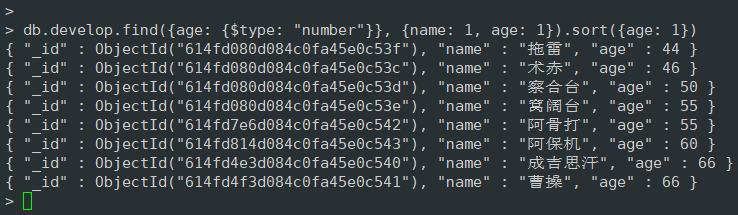 >
>
> db.develop.find({age: {$type: "number"}}, {name: 1, age: 1}).sort({age: 1})
{ "_id" : ObjectId("614fd080d084c0fa45e0c53f"), "name" : "拖雷", "age" : 44 }
{ "_id" : ObjectId("614fd080d084c0fa45e0c53c"), "name" : "术赤", "age" : 46 }
{ "_id" : ObjectId("614fd080d084c0fa45e0c53d"), "name" : "察合台", "age" : 50 }
{ "_id" : ObjectId("614fd080d084c0fa45e0c53e"), "name" : "窝阔台", "age" : 55 }
{ "_id" : ObjectId("614fd7e6d084c0fa45e0c542"), "name" : "阿骨打", "age" : 55 }
{ "_id" : ObjectId("614fd814d084c0fa45e0c543"), "name" : "阿保机", "age" : 60 }
{ "_id" : ObjectId("614fd4e3d084c0fa45e0c540"), "name" : "成吉思汗", "age" : 66 }
{ "_id" : ObjectId("614fd4f3d084c0fa45e0c541"), "name" : "曹操", "age" : 66 }
>